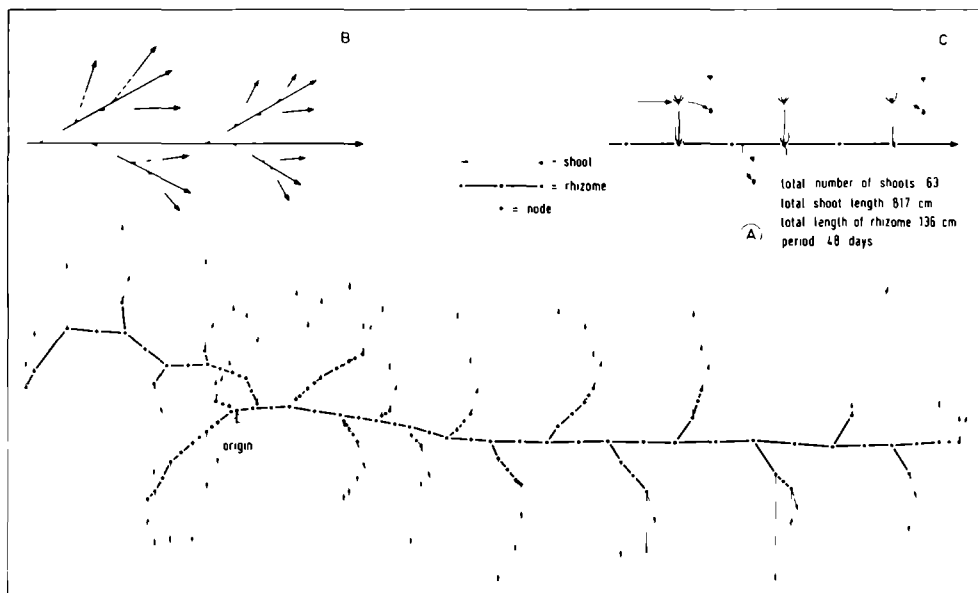 B
C
- shoot
= rhizome
= node
total number of shoots 63
total shoot length 817 cm
total length of rhizome 136 cm
A
period 48 days
origin